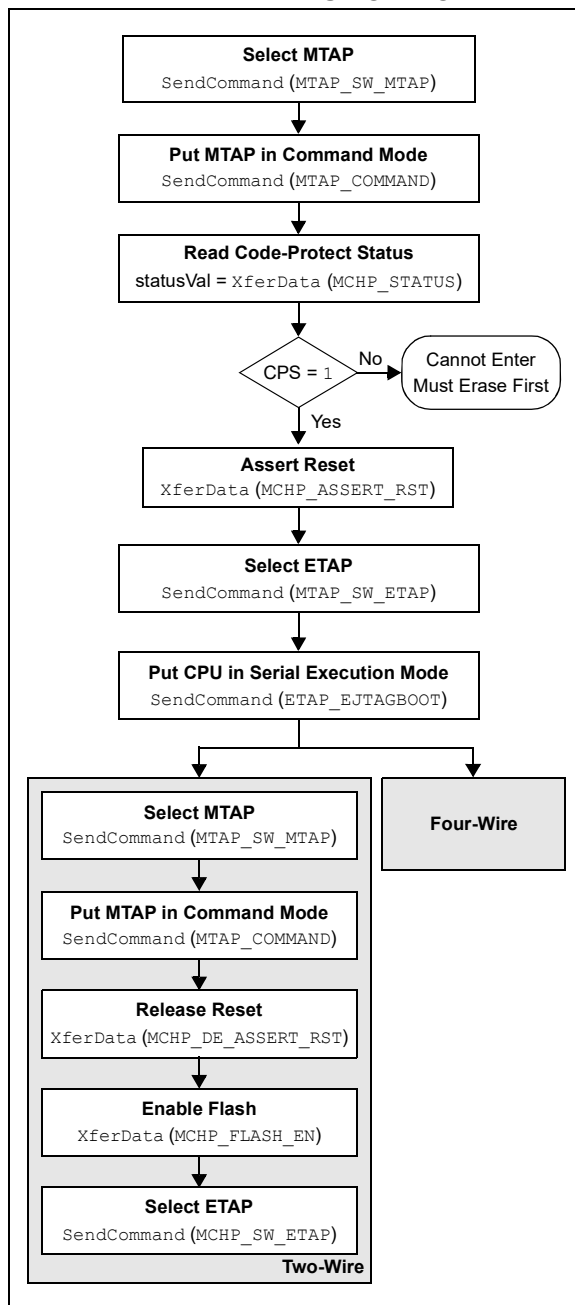 Select MTAP
SendCommand (MTAP_SW_MTAP)
Put MTAP in Command Mode
SendCommand (MTAP_COMMAND)
Read Code-Protect Status
statusVal = XferData (MCHP_STATUS)
CPS = 1
No
Cannot Enter
Must Erase First
Yes
Assert Reset
XferData (MCHP_ASSERT_RST)
Select ETAP
SendCommand (MTAP_SW_ETAP)
Put CPU in Serial Execution Mode
SendCommand (ETAP_EJTAGBOOT)
Select MTAP
SendCommand (MTAP_SW_MTAP)
Put MTAP in Command Mode
SendCommand (MTAP_COMMAND)
Release Reset
XferData (MCHP_DE_ASSERT_RST)
Enable Flash
XferData (MCHP_FLASH_EN)
Select ETAP
SendCommand (MCHP_SW_ETAP)
Two-Wire
Four-Wire